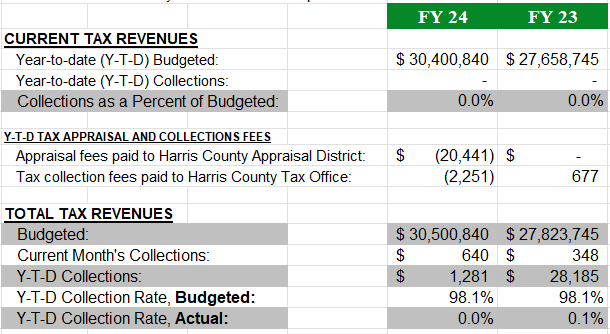 FY 24 FY 23
CURRENT TAX REVENUES
Year-to-date (Y-T-D) Budgeted: $ 30,400,840 $ 27,658,745
Year-to-date (Y-T-D) Collections: - -
Collections as a Percent of Budgeted: 0.0% 0.0%
Y-T-D TAX APPRAISAL AND COLLECTIONS FEES
Appraisal fees paid to Harris County Appraisal District: $ (20,441) $ -
Tax collection fees paid to Harris County Tax Office: (2,251) 677
TOTAL TAX REVENUES
Budgeted: $ 30,500,840 $ 27,823,745
Current Month's Collections: $ 640 $ 348
Y-T-D Collections: $ 1,281 $ 28,185
Y-T-D Collection Rate, Budgeted: 98.1% 98.1%
Y-T-D Collection Rate, Actual: 0.0% 0.1%